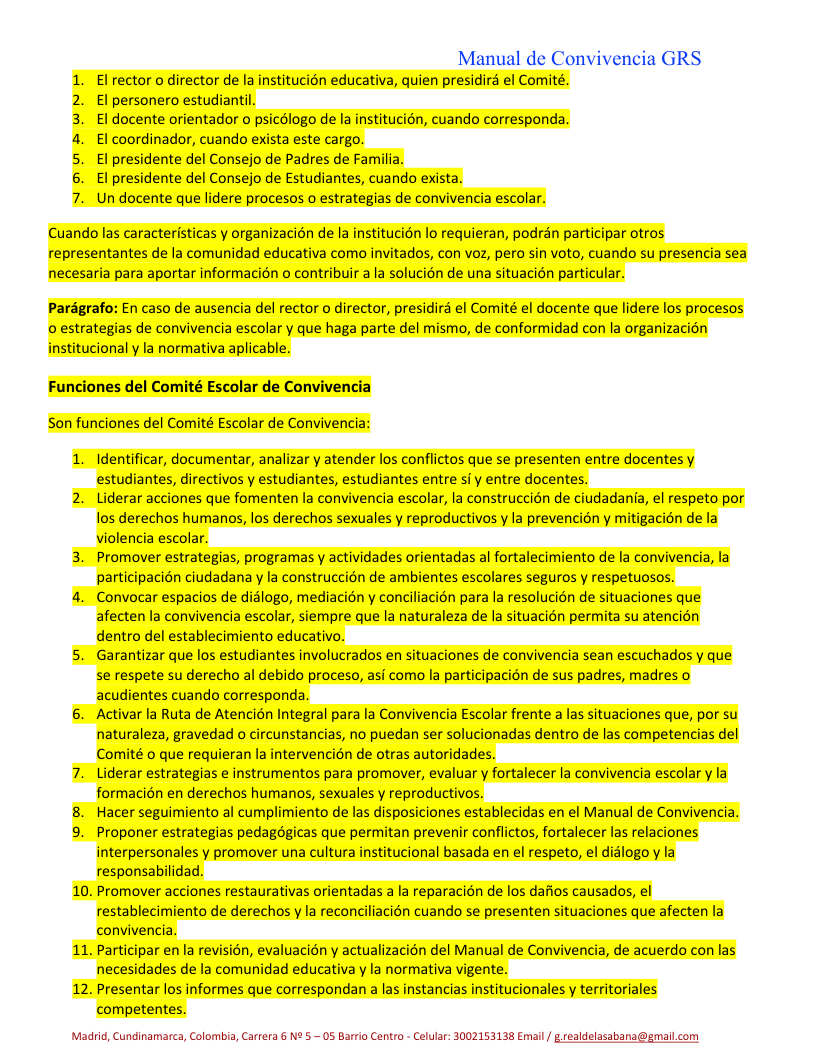 Manual de Convivencia GRS
1. El rector o director de la institución educativa, quien presidirá el Comité.
2. El personero estudiantil.
3. El docente orientador o psicólogo de la institución, cuando corresponda.
4. El coordinador, cuando exista este cargo.
5. El presidente del Consejo de Padres de Familia.
6. El presidente del Consejo de Estudiantes, cuando exista.
7. Un docente que lidere procesos o estrategias de convivencia escolar.
Cuando las características y organización de la institución lo requieran, podrán participar otros
representantes de la comunidad educativa como invitados, con voz, pero sin voto, cuando su presencia sea
necesaria para aportar información o contribuir a la solución de una situación particular.
Parágrafo: En caso de ausencia del rector o director, presidirá el Comité el docente que lidere los procesos
o estrategias de convivencia escolar y que haga parte del mismo, de conformidad con la organización
institucional y la normativa aplicable.
Funciones del Comité Escolar de Convivencia
Son funciones del Comité Escolar de Convivencia:
1. Identificar, documentar, analizar y atender los conflictos que se presenten entre docentes y
estudiantes, directivos y estudiantes, estudiantes entre sí y entre docentes.
2. Liderar acciones que fomenten la convivencia escolar, la construcción de ciudadanía, el respeto por
los derechos humanos, los derechos sexuales y reproductivos y la prevención y mitigación de la
violencia escolar.
3. Promover estrategias, programas y actividades orientadas al fortalecimiento de la convivencia, la
participación ciudadana y la construcción de ambientes escolares seguros y respetuosos.
4. Convocar espacios de diálogo, mediación y conciliación para la resolución de situaciones que
afecten la convivencia escolar, siempre que la naturaleza de la situación permita su atención
dentro del establecimiento educativo.
5. Garantizar que los estudiantes involucrados en situaciones de convivencia sean escuchados y que
se respete su derecho al debido proceso, así como la participación de sus padres, madres o
acudientes cuando corresponda.
6. Activar la Ruta de Atención Integral para la Convivencia Escolar frente a las situaciones que, por su
naturaleza, gravedad o circunstancias, no puedan ser solucionadas dentro de las competencias del
Comité o que requieran la intervención de otras autoridades.
7. Liderar estrategias e instrumentos para promover, evaluar y fortalecer la convivencia escolar y la
formación en derechos humanos, sexuales y reproductivos.
8. Hacer seguimiento al cumplimiento de las disposiciones establecidas en el Manual de Convivencia.
9. Proponer estrategias pedagógicas que permitan prevenir conflictos, fortalecer las relaciones
interpersonales y promover una cultura institucional basada en el respeto, el diálogo y la
responsabilidad.
10. Promover acciones restaurativas orientadas a la reparación de los daños causados, el
restablecimiento de derechos y la reconciliación cuando se presenten situaciones que afecten la
convivencia.
11. Participar en la revisión, evaluación y actualización del Manual de Convivencia, de acuerdo con las
necesidades de la comunidad educativa y la normativa vigente.
12. Presentar los informes que correspondan a las instancias institucionales y territoriales
competentes.
Madrid, Cundinamarca, Colombia, Carrera 6 Nº 5 – 05 Barrio Centro - Celular: 3002153138 Email / g.realdelasabana@gmail.com